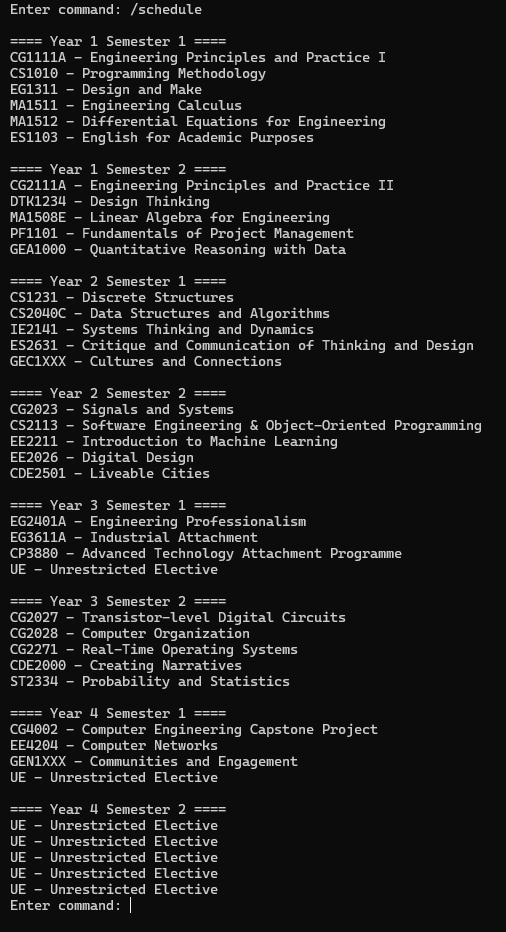 Enter command: /schedule
==== Year 1 Semester 1 ====
CG1111A - Engineering Principles and Practice I
CS1010 - Programming Methodology
EG1311 - Design and Make
MA1511 - Engineering Calculus
MA1512 - Differential Equations for Engineering
ES1103 - English for Academic Purposes
==== Year 1 Semester 2 ====
CG2111A - Engineering Principles and Practice II
DTK1234 - Design Thinking
MA1508E - Linear Algebra for Engineering
PF1101 - Fundamentals of Project Management
GEA1000 - Quantitative Reasoning with Data
==== Year 2 Semester 1 ====
CS1231 - Discrete Structures
CS2040C - Data Structures and Algorithms
IE2141 - Systems Thinking and Dynamics
ES2631 - Critique and Communication of Thinking and Design
GEC1XXX - Cultures and Connections
==== Year 2 Semester 2 ====
CG2023 - Signals and Systems
CS2113 - Software Engineering & Object-Oriented Programming
EE2211 - Introduction to Machine Learning
EE2026 - Digital Design
CDE2501 - Liveable Cities
==== Year 3 Semester 1 ====
EG2401A - Engineering Professionalism
EG3611A - Industrial Attachment
CP3880 - Advanced Technology Attachment Programme
UE - Unrestricted Elective
==== Year 3 Semester 2 ====
CG2027 - Transistor-level Digital Circuits
CG2028 - Computer Organization
CG2271 - Real-Time Operating Systems
CDE2000 - Creating Narratives
ST2334 - Probability and Statistics
==== Year 4 Semester 1 ====
CG4002 - Computer Engineering Capstone Project
EE4204 - Computer Networks
GEN1XXX - Communities and Engagement
UE - Unrestricted Elective
==== Year 4 Semester 2 ====
UE - Unrestricted Elective
UE - Unrestricted Elective
UE - Unrestricted Elective
UE - Unrestricted Elective
UE - Unrestricted Elective
Enter command: